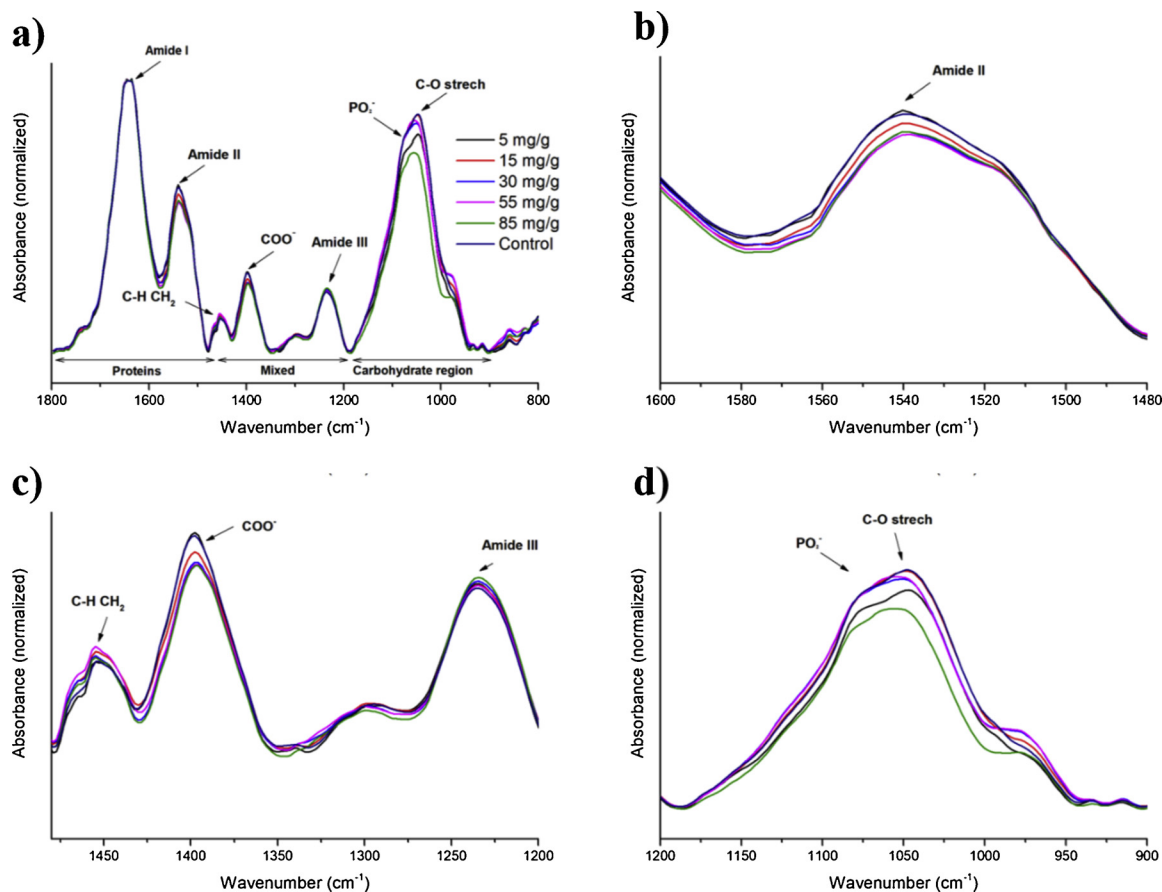 a)
Amide I
Amide II
C-H CH2
COO-
Amide III
PO2-
C-O strech
5 mg/g
15 mg/g
30 mg/g
55 mg/g
85 mg/g
Control
Proteins
Mixed
Carbohydrate region
1800 1600 1400 1200 1000 800
Wavenumber (cm-1)
Absorbance (normalized)
b)
Amide II
1600 1580 1560 1540 1520 1500 1480
Wavenumber (cm-1)
Absorbance (normalized)
c)
C-H CH2
COO-
Amide III
1450 1400 1350 1300 1250 1200
Wavenumber (cm-1)
Absorbance (normalized)
d)
PO2-
C-O strech
1200 1150 1100 1050 1000 950 900
Wavenumber (cm-1)
Absorbance (normalized)